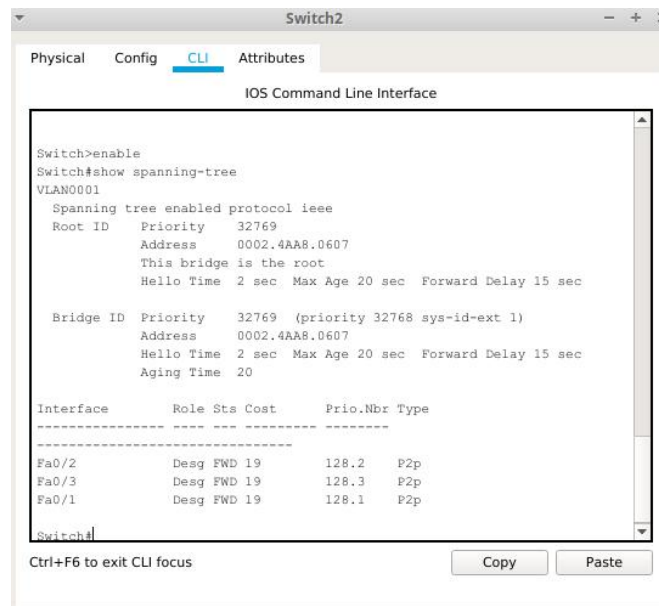 Switch2
Physical Config CLI Attributes
IOS Command Line Interface
Switch>enable
Switch#show spanning-tree
VLAN0001
  Spanning tree enabled protocol ieee
  Root ID    Priority    32769
             Address     0002.4AA8.0607
             This bridge is the root
             Hello Time  2 sec  Max Age 20 sec  Forward Delay 15 sec

  Bridge ID  Priority    32769  (priority 32768 sys-id-ext 1)
             Address     0002.4AA8.0607
             Hello Time  2 sec  Max Age 20 sec  Forward Delay 15 sec
             Aging Time  20

Interface        Role Sts Cost      Prio.Nbr Type
---------------- ---- --- --------- --------
--------------------------------
Fa0/2            Desg FWD 19        128.2    P2p
Fa0/3            Desg FWD 19        128.3    P2p
Fa0/1            Desg FWD 19        128.1    P2p

Switch#
Ctrl+F6 to exit CLI focus
Copy Paste